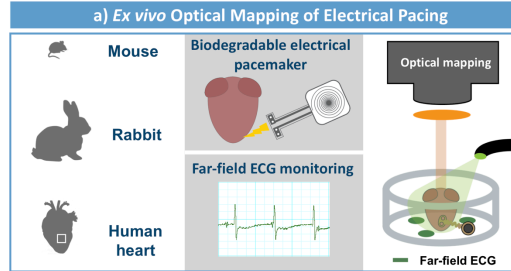 a) Ex vivo Optical Mapping of Electrical Pacing
Mouse
Rabbit
Human
heart
Biodegradable electrical
pacemaker
Far-field ECG monitoring
Optical mapping
Far-field ECG